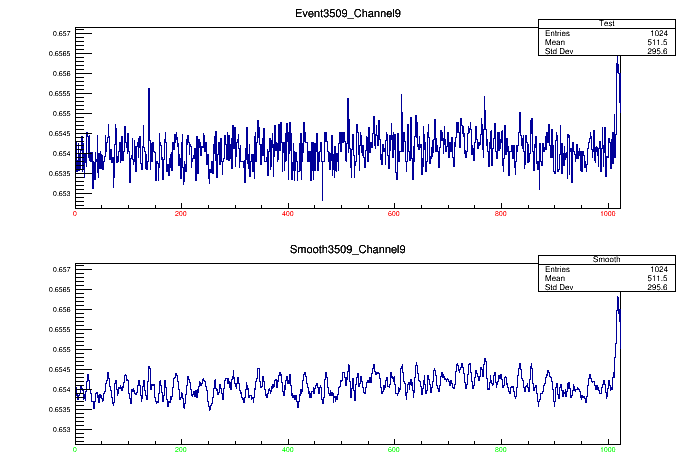 Event3509_Channel9
Test
Entries 1024
Mean 511.5
Std Dev 295.6
0.657
0.6565
0.656
0.6555
0.655
0.6545
0.654
0.6535
0.653
0 200 400 600 800 1000
Smooth3509_Channel9
Smooth
Entries 1024
Mean 511.5
Std Dev 295.6
0.657
0.6565
0.656
0.6555
0.655
0.6545
0.654
0.6535
0.653
0 200 400 600 800 1000